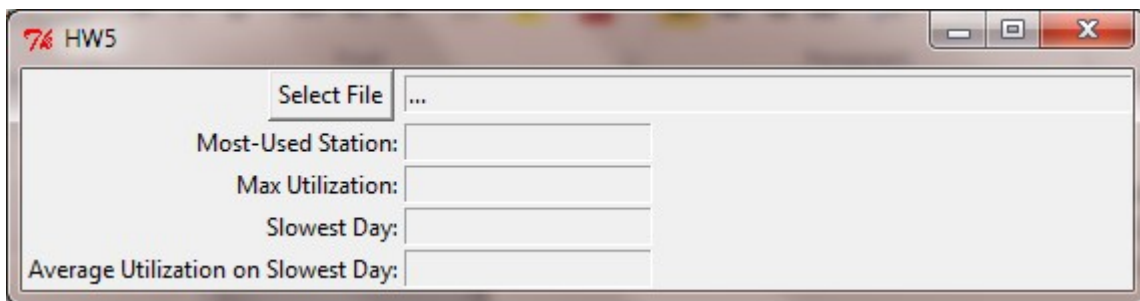 HW5
Select File ...
Most-Used Station:
Max Utilization:
Slowest Day:
Average Utilization on Slowest Day: